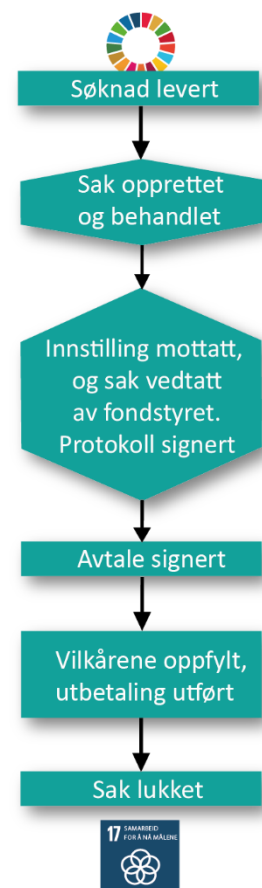 Søknad levert
Sak opprettet
og behandlet
Innstilling mottatt,
og sak vedtatt
av fondstyret.
Protokoll signert
Avtale signert
Vilkårene oppfylt,
utbetaling utført
Sak lukket
17 SAMARBEID
FOR Å NÅ MÅLENE